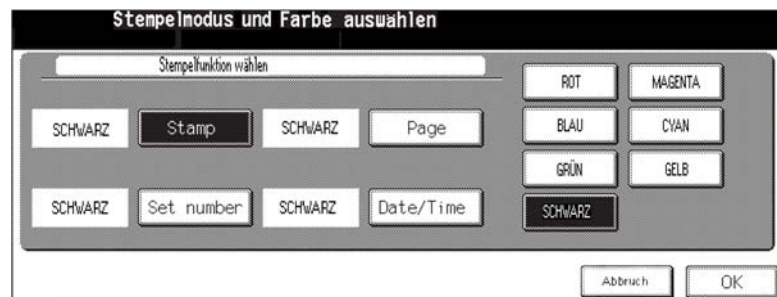 Stempelmodus und Farbe auswählen
Stempelfunktion wählen
ROT MAGENTA
SCHWARZ Stamp SCHWARZ Page BLAU CYAN
GRÜN GELB
SCHWARZ Set number SCHWARZ Date/Time SCHWARZ
Abbruch OK